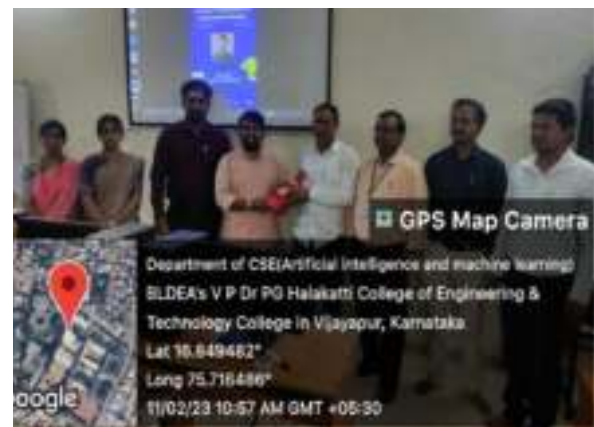 GPS Map Camera
Department of CSE(Artificial intelligence and machine learning)
BLDEA's V P Dr PG Halakatti College of Engineering &
Technology College in Vijayapur, Karnataka
Lat 16.849482°
Long 75.716486°
11/02/23 10:57 AM GMT +05:30
oogle